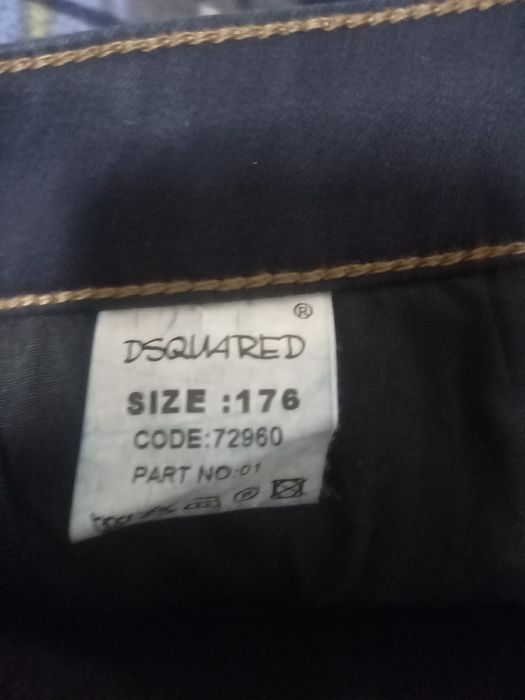 ®
DSQUARED
SIZE :176
CODE:72960
PART NO:01